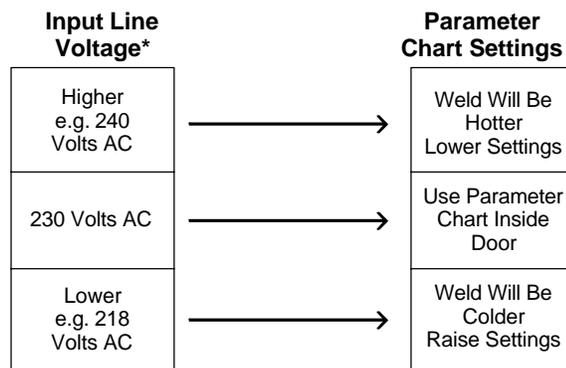 Input Line
Voltage*
Parameter
Chart Settings
Higher
e.g. 240
Volts AC
Weld Will Be
Hotter
Lower Settings
230 Volts AC
Use Parameter
Chart Inside
Door
Lower
e.g. 218
Volts AC
Weld Will Be
Colder
Raise Settings